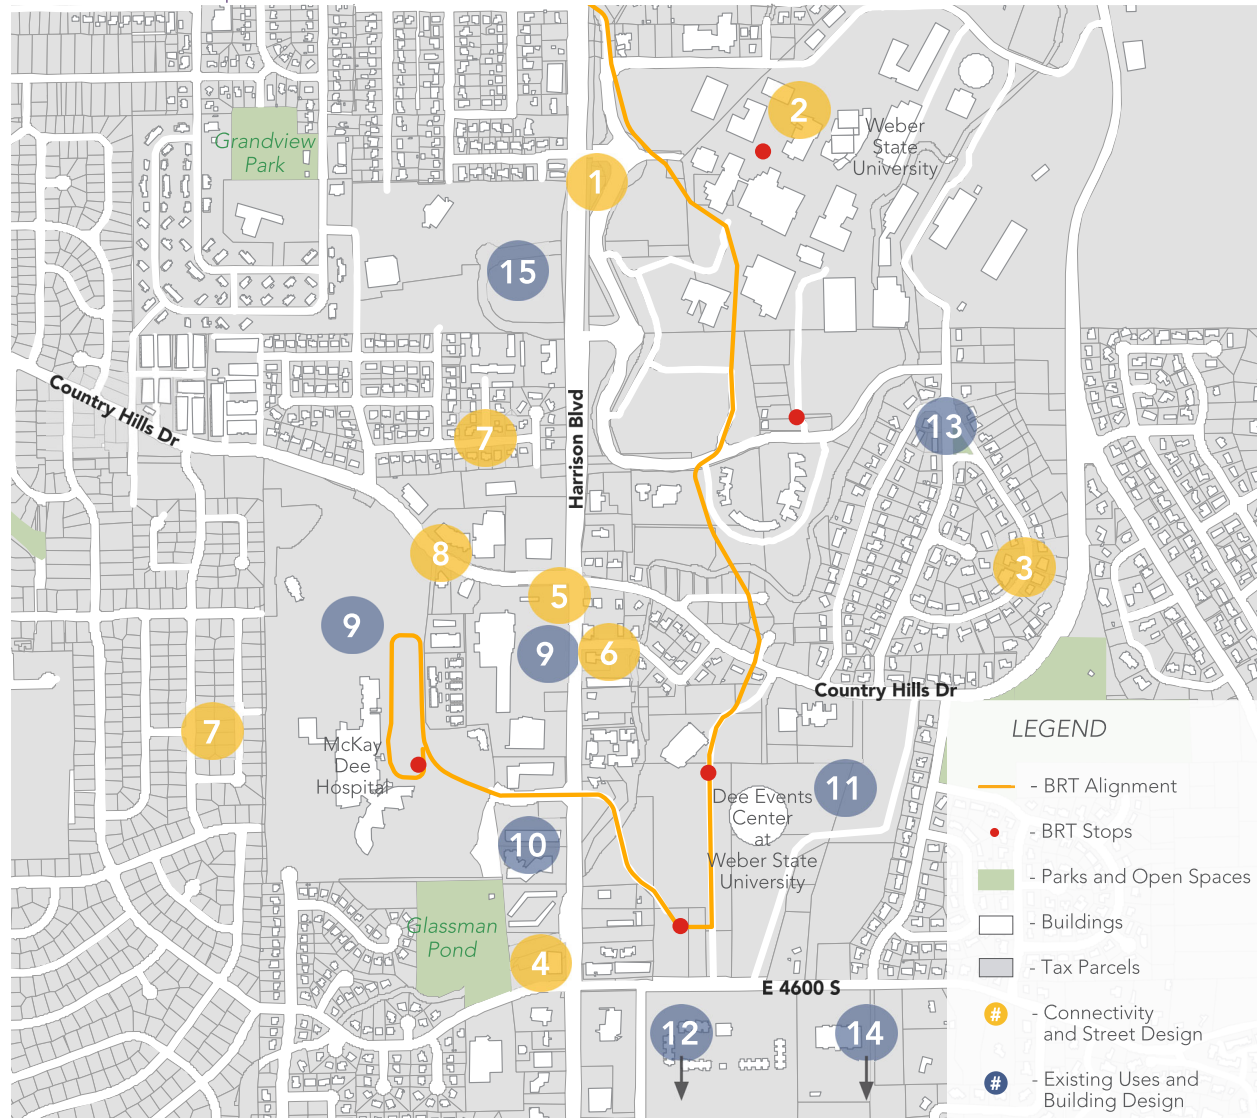 2
Weber
State
University
Grandview
Park
1
15
Country Hills Dr
Harrison Blvd
7
13
8
3
5
9
9
6
Country Hills Dr
7
McKay
Dee
Hospital
Dee Events
Center
at
Weber State
University
11
10
Glassman
Pond
4
E 4600 S
12
14
LEGEND
- BRT Alignment
- BRT Stops
- Parks and Open Spaces
- Buildings
- Tax Parcels
# - Connectivity
and Street Design
# - Existing Uses and
Building Design